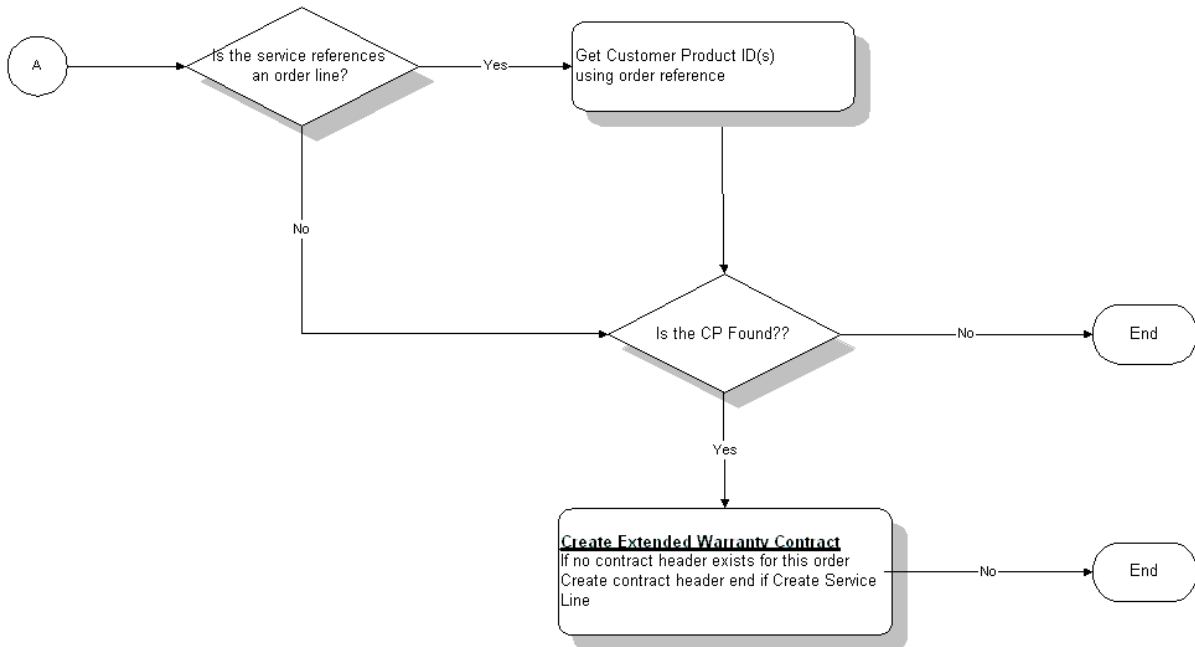 A
Is the service references
an order line?
Yes
Get Customer Product ID(s)
using order reference
No
Is the CP Found??
No
End
Yes
Create Extended Warranty Contract
If no contract header exists for this order
Create contract header end if Create Service
Line
No
End